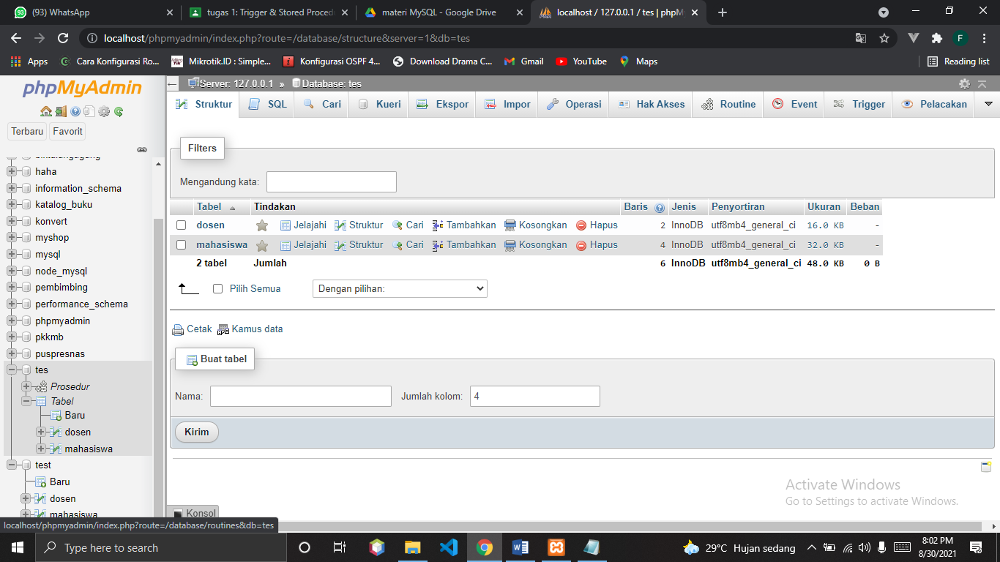 (93) WhatsApp
tugas 1: Trigger & Stored Procedu
materi MySQL - Google Drive
localhost / 127.0.0.1 / tes | phpM
localhost/phpmyadmin/index.php?route=/database/structure&server=1&db=tes
F
Apps
Cara Konfigurasi Ro...
Mikrotik.ID : Simple...
Konfigurasi OSPF 4...
Download Drama C...
Gmail
YouTube
Maps
Reading list
phpMyAdmin
Terbaru
Favorit
haha
information_schema
katalog_buku
konvert
myshop
mysql
node_mysql
pembimbing
performance_schema
phpmyadmin
pkkmb
puspresnas
tes
Prosedur
Tabel
Baru
dosen
mahasiswa
test
Baru
dosen
mahasiswa
Server: 127.0.0.1 » Database: tes
Struktur
SQL
Cari
Kueri
Ekspor
Impor
Operasi
Hak Akses
Routine
Event
Trigger
Pelacakan
Filters
Mengandung kata:
Tabel Tindakan Baris Jenis Penyortiran Ukuran Beban
dosen Jelajahi Struktur Cari Tambahkan Kosongkan Hapus 2 InnoDB utf8mb4_general_ci 16.0 KB -
mahasiswa Jelajahi Struktur Cari Tambahkan Kosongkan Hapus 4 InnoDB utf8mb4_general_ci 32.0 KB -
2 tabel Jumlah 6 InnoDB utf8mb4_general_ci 48.0 KB 0 B
Pilih Semua
Dengan pilihan:
Cetak
Kamus data
Buat tabel
Nama:
Jumlah kolom: 4
Kirim
Activate Windows
Go to Settings to activate Windows.
Konsol
localhost/phpmyadmin/index.php?route=/database/routines&db=tes
Type here to search
29°C Hujan sedang
8:02 PM
8/30/2021